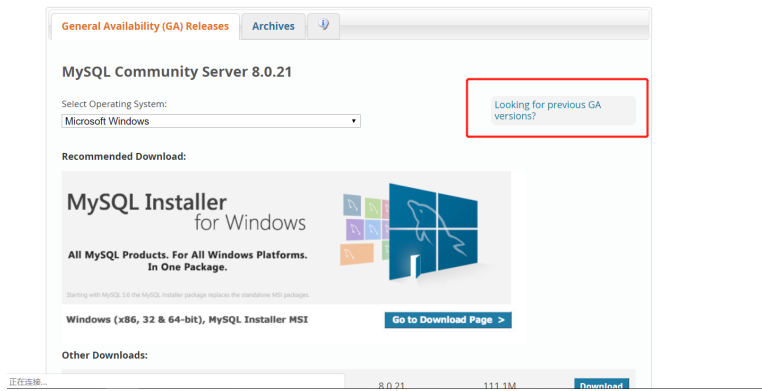 General Availability (GA) Releases
Archives
MySQL Community Server 8.0.21
Select Operating System:
Looking for previous GA
versions?
Microsoft Windows
Recommended Download:
MySQL Installer
for Windows
All MySQL Products. For All Windows Platforms.
In One Package.
Starting with MySQL 5.6 the MySQL Installer package replaces the standalone MSI packages.
Windows (x86, 32 & 64-bit), MySQL Installer MSI
Go to Download Page >
Other Downloads:
正在连接...
8.0.21
111.1M
Download